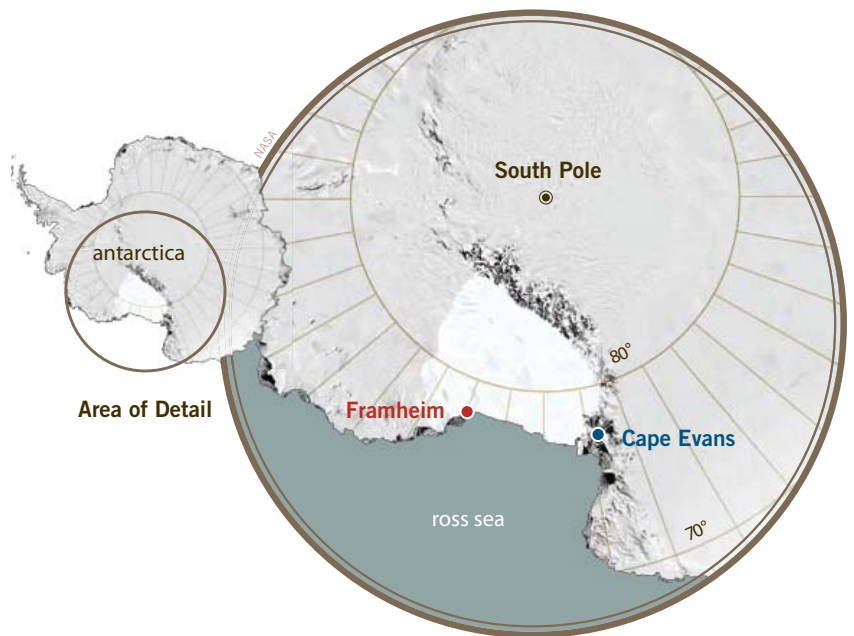 NASA
South Pole
antarctica
80°
Area of Detail
Framheim
Cape Evans
ross sea
70°